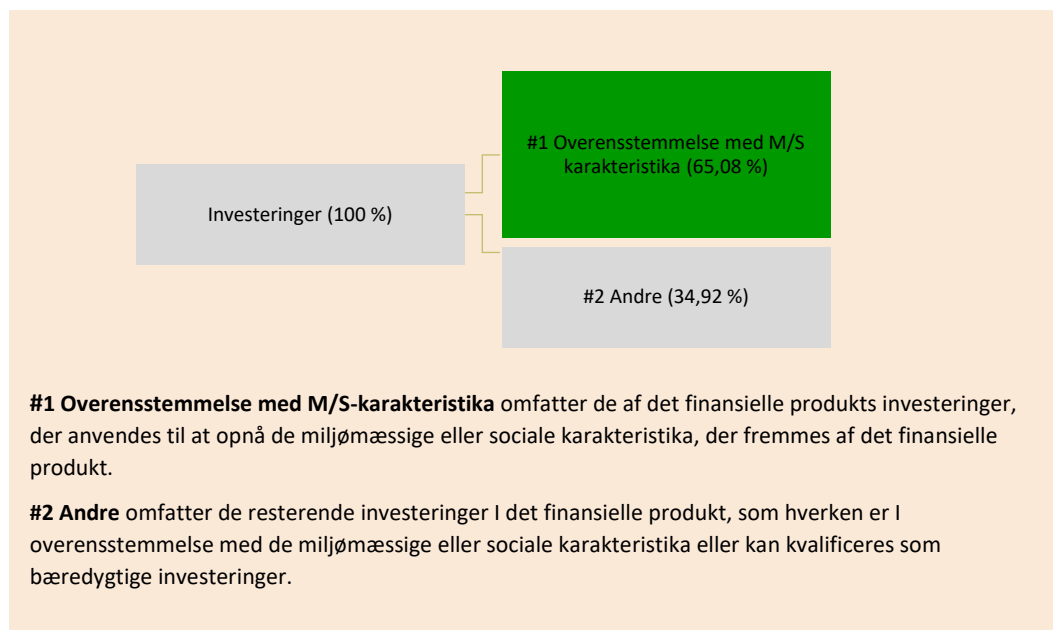 #1 Overensstemmelse med M/S
karakteristika (65,08 %)
Investeringer (100 %)
#2 Andre (34,92 %)
#1 Overensstemmelse med M/S-karakteristika omfatter de af det finansielle produkts investeringer,
der anvendes til at opnå de miljømæssige eller sociale karakteristika, der fremmes af det finansielle
produkt.
#2 Andre omfatter de resterende investeringer I det finansielle produkt, som hverken er I
overensstemmelse med de miljømæssige eller sociale karakteristika eller kan kvalificeres som
bæredygtige investeringer.